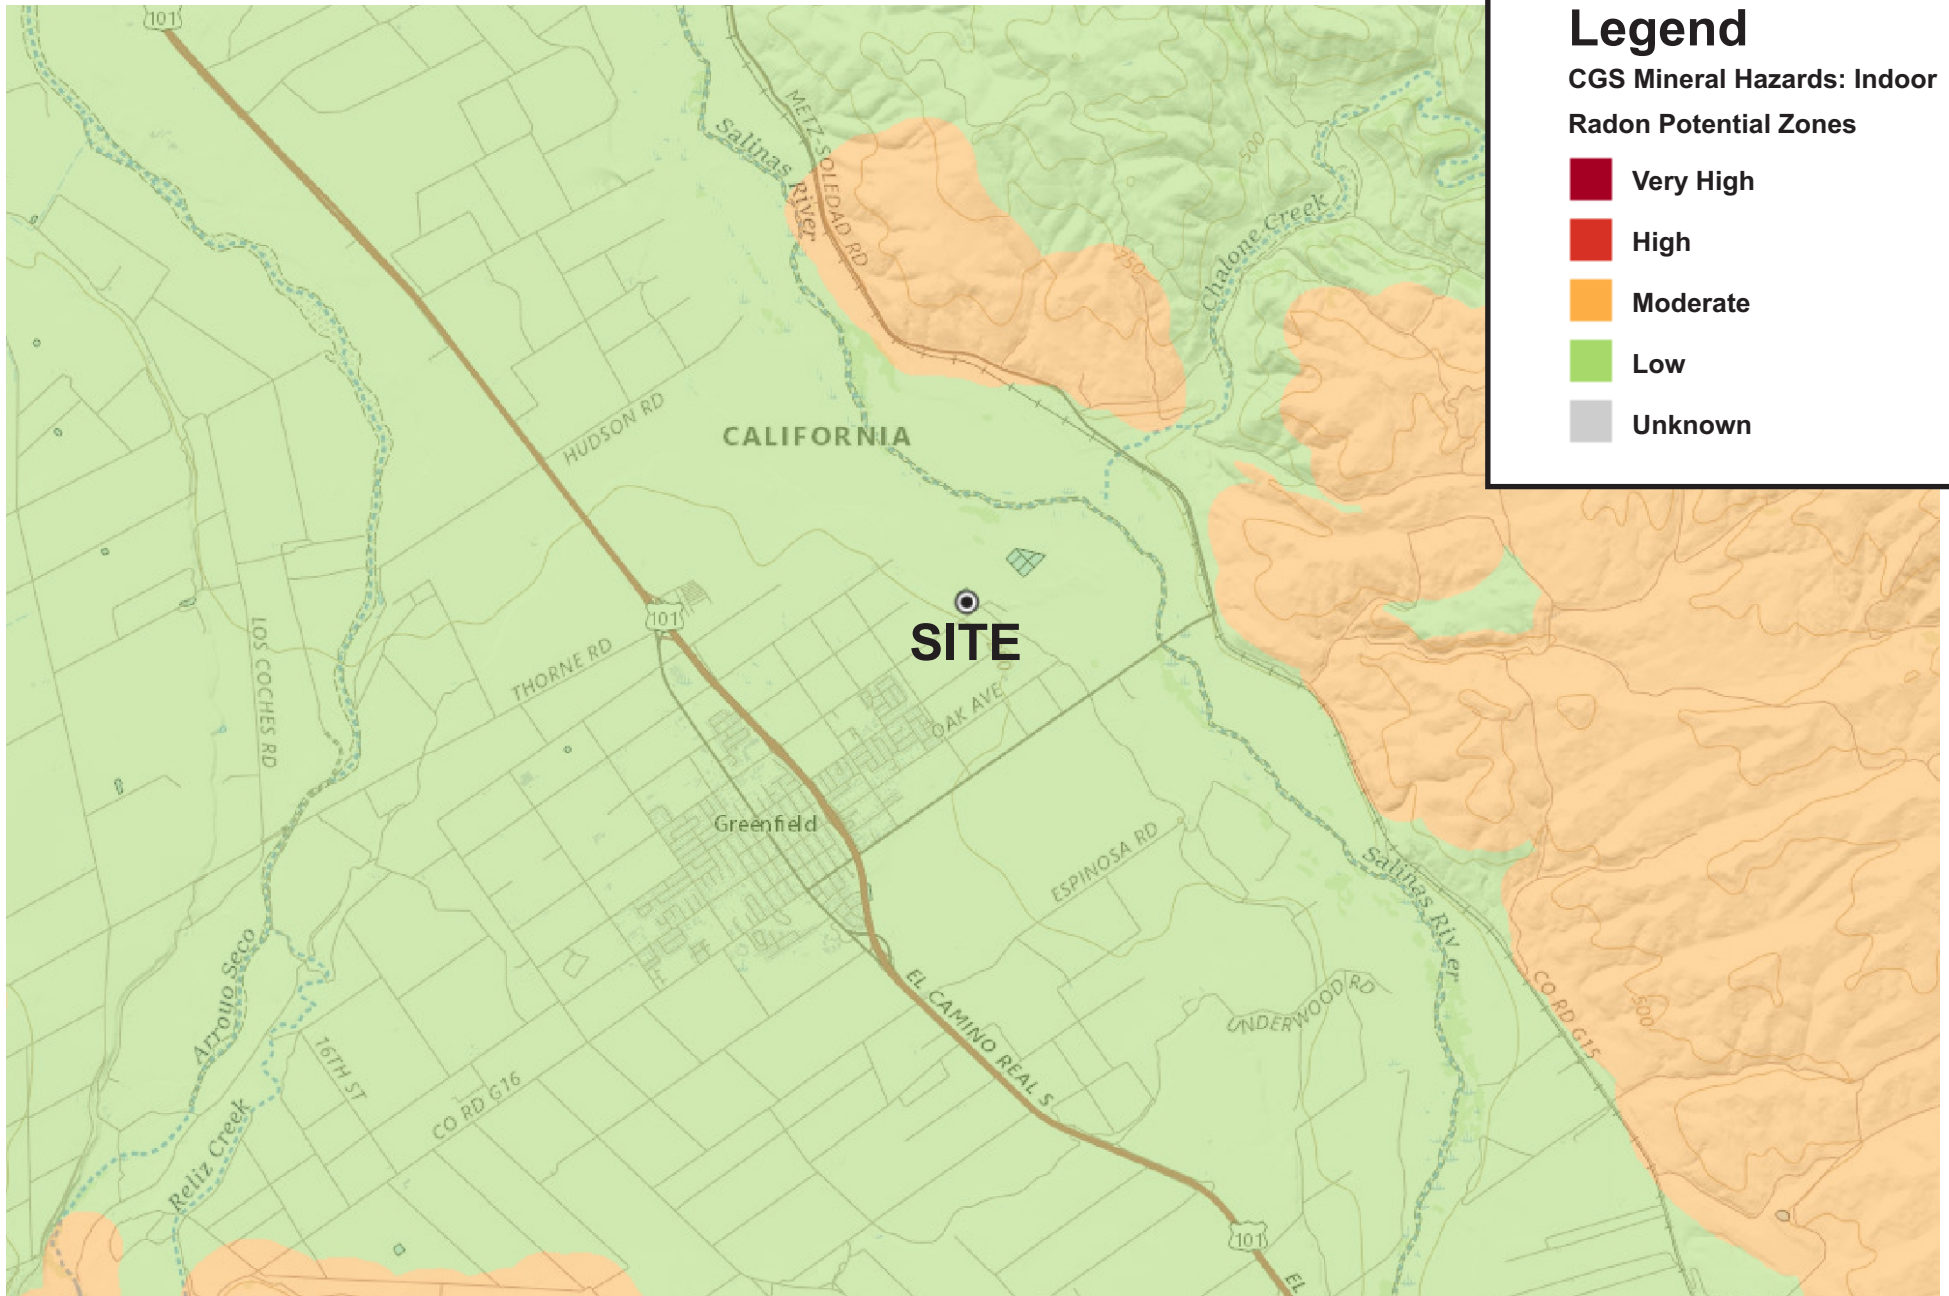 Legend
CGS Mineral Hazards: Indoor
Radon Potential Zones
Very High
High
Moderate
Low
Unknown
101
METZ-SOLEDAD RD
Salinas
River
500
Chalone Creek
750
HUDSON RD
CALIFORNIA
101
SITE
LOS COCHES RD
THORNE RD
OAK AVE
Greenfield
ESPINOSA RD
Salinas River
Arroyo Seco
EL CAMINO REAL S
UNDERWOOD RD
CO RD G15
500
16TH ST
CO RD G16
Reliz Creek
101
EL